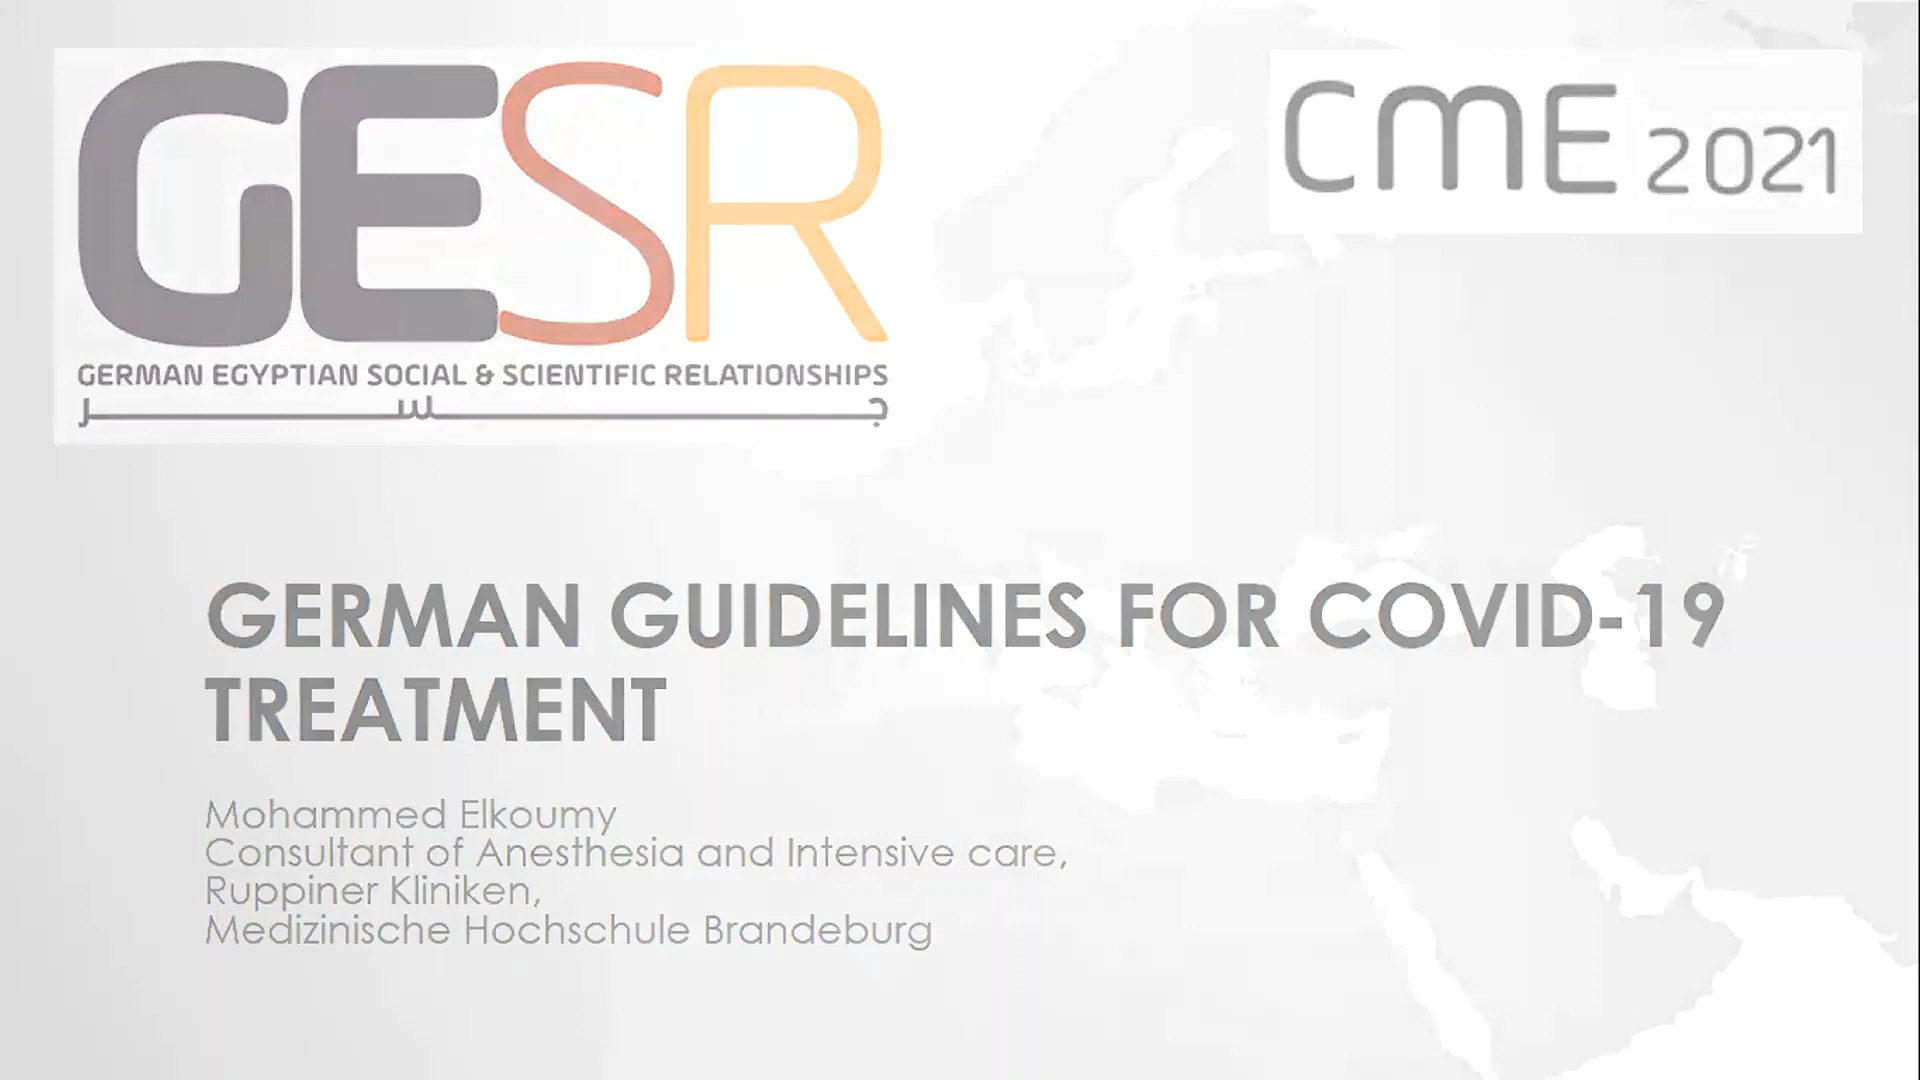 GESR
CME 2021
GERMAN EGYPTIAN SOCIAL & SCIENTIFIC RELATIONSHIPS
جسر
GERMAN GUIDELINES FOR COVID-19
TREATMENT
Mohammed Elkoumy
Consultant of Anesthesia and Intensive care,
Ruppiner Kliniken,
Medizinische Hochschule Brandeburg